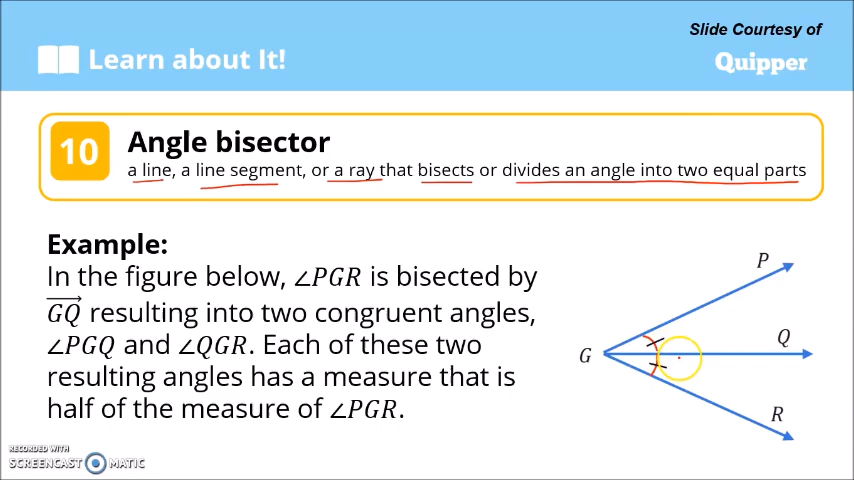 Slide Courtesy of
Learn about It!
Quipper
10
Angle bisector
a line, a line segment, or a ray that bisects or divides an angle into two equal parts
Example:
In the figure below, ∠PGR is bisected by
GQ resulting into two congruent angles,
∠PGQ and ∠QGR. Each of these two
resulting angles has a measure that is
half of the measure of ∠PGR.
P
Q
G
R
RECORDED WITH
SCREENCAST MATIC